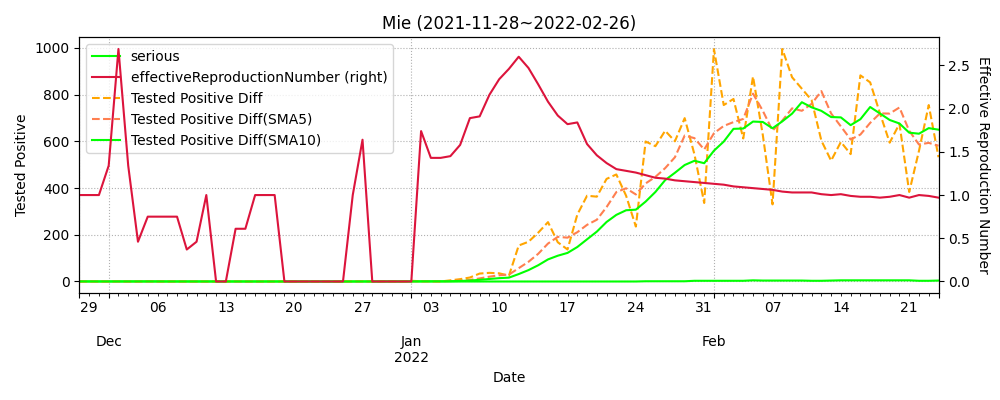 Mie (2021-11-28~2022-02-26)
serious
effectiveReproductionNumber (right)
Tested Positive Diff
Tested Positive Diff(SMA5)
Tested Positive Diff(SMA10)
Tested Positive
1000
800
600
400
200
0
Effective Reproduction Number
2.5
2.0
1.5
1.0
0.5
0.0
29 06 13 20 27 03 10 17 24 31 07 14 21
Dec Jan Feb
2022
Date